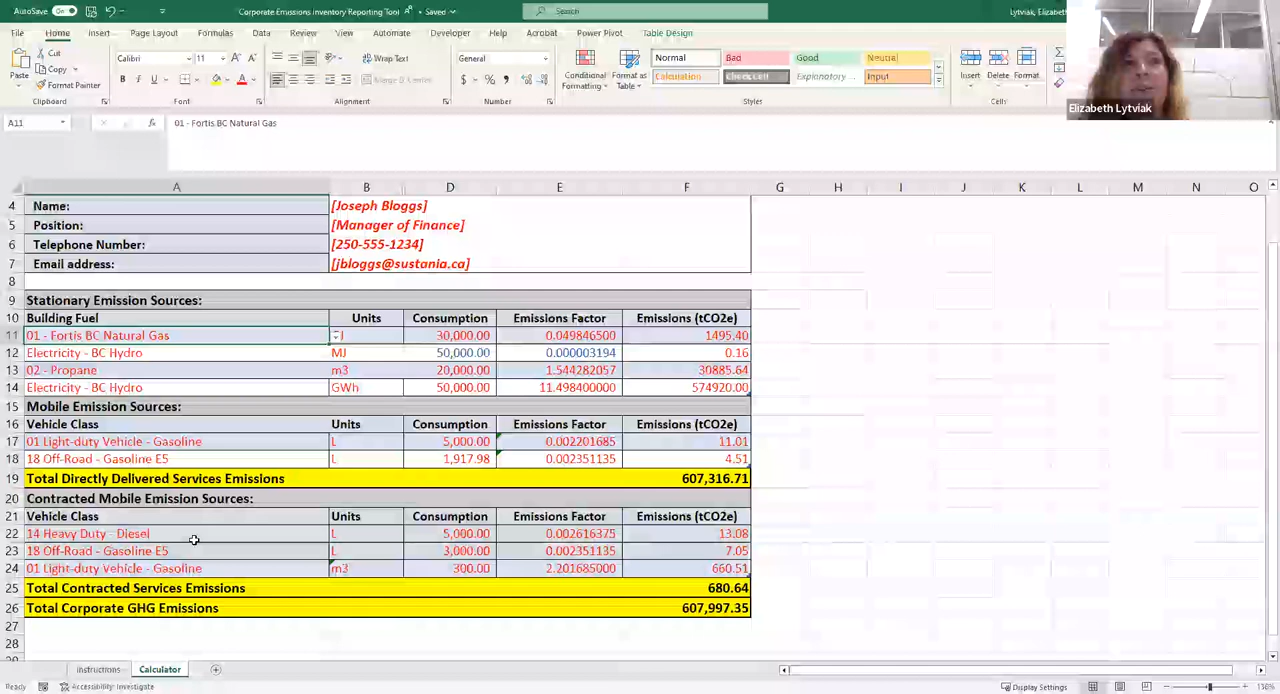 AutoSave On Corporate Emissions Inventory Reporting Tool • Saved Search Lytviak, Elizabeth
File Home Insert Page Layout Formulas Data Review View Automate Developer Help Acrobat Power Pivot Table Design
Paste Cut Copy Format Painter
Calibri 11 A A
B I U
Wrap Text
Merge & Center
General
$ % 9
Conditional Formatting Format as Table
Normal Bad Good Neutral
Calculation Check Cell Explanatory ... Input
Insert Delete Format
Clipboard Font Alignment Number Styles Cells
Elizabeth Lytviak
A11 fx 01 - Fortis BC Natural Gas
A B C D E F G H I J K L M N O
4 Name: [Joseph Bloggs]
5 Position: [Manager of Finance]
6 Telephone Number: [250-555-1234]
7 Email address: [jbloggs@sustania.ca]
8
9 Stationary Emission Sources:
10 Building Fuel Units Consumption Emissions Factor Emissions (tCO2e)
11 01 - Fortis BC Natural Gas 30,000.00 0.049846500 1495.40
12 Electricity - BC Hydro MJ 50,000.00 0.000003194 0.16
13 02 - Propane m3 20,000.00 1.544282057 30885.64
14 Electricity - BC Hydro GWh 50,000.00 11.498400000 574920.00
15 Mobile Emission Sources:
16 Vehicle Class Units Consumption Emissions Factor Emissions (tCO2e)
17 01 Light-duty Vehicle - Gasoline L 5,000.00 0.002201685 11.01
18 18 Off-Road - Gasoline E5 L 1,917.98 0.002351135 4.51
19 Total Directly Delivered Services Emissions 607,316.71
20 Contracted Mobile Emission Sources:
21 Vehicle Class Units Consumption Emissions Factor Emissions (tCO2e)
22 14 Heavy Duty - Diesel L 5,000.00 0.002616375 13.08
23 18 Off-Road - Gasoline E5 L 3,000.00 0.002351135 7.05
24 01 Light-duty Vehicle - Gasoline m3 300.00 2.201685000 660.51
25 Total Contracted Services Emissions 680.64
26 Total Corporate GHG Emissions 607,997.35
27
28
Instructions Calculator
Ready Accessibility: Investigate Display Settings